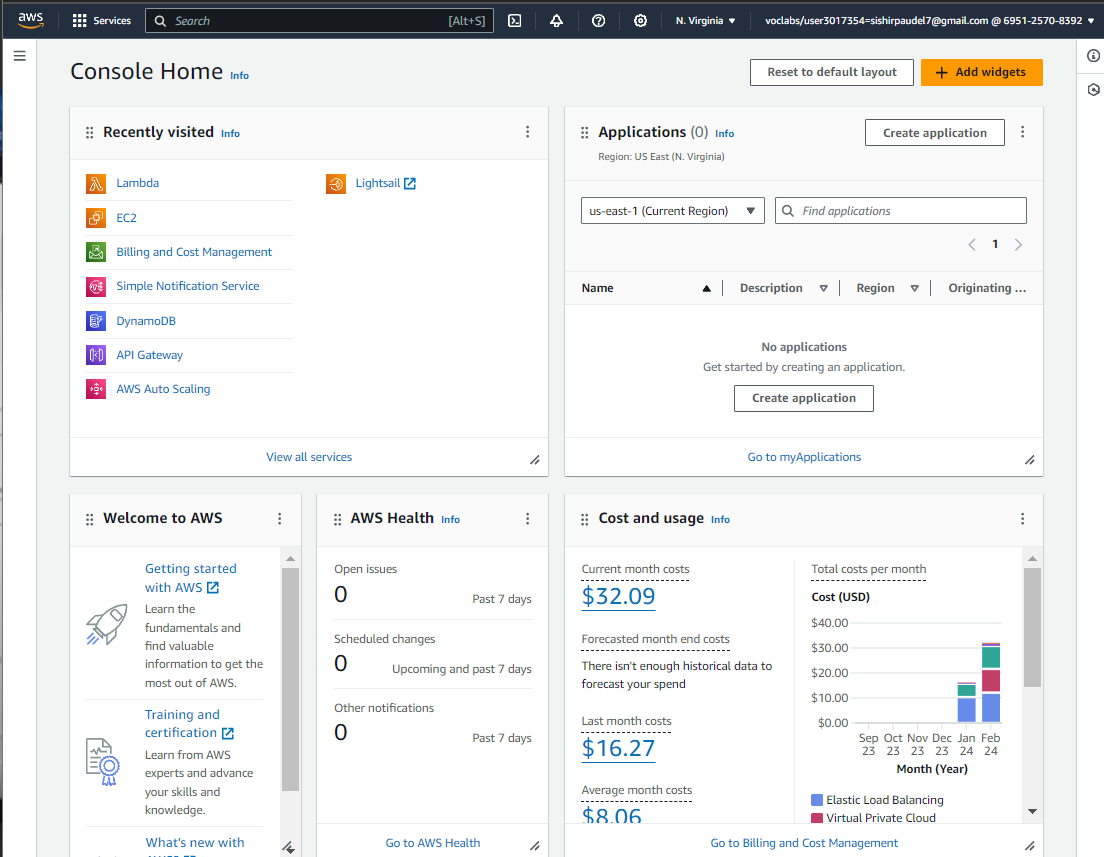 aws
Services
Search
[Alt+S]
N. Virginia
voclabs/user3017354=sishirpaudel7@gmail.com @ 6951-2570-8392
Console Home Info
Reset to default layout
Add widgets
Recently visited Info
Lambda
EC2
Billing and Cost Management
Simple Notification Service
DynamoDB
API Gateway
AWS Auto Scaling
Lightsail
View all services
Applications (0) Info
Region: US East (N. Virginia)
Create application
us-east-1 (Current Region)
Find applications
1
Name
Description
Region
Originating ...
No applications
Get started by creating an application.
Create application
Go to myApplications
Welcome to AWS
Getting started
with AWS
Learn the
fundamentals and
find valuable
information to get the
most out of AWS.
Training and
certification
Learn from AWS
experts and advance
your skills and
knowledge.
What's new with
AWS?
AWS Health Info
Open issues
0
Past 7 days
Scheduled changes
0
Upcoming and past 7 days
Other notifications
0
Past 7 days
Go to AWS Health
Cost and usage Info
Current month costs
$32.09
Forecasted month end costs
There isn't enough historical data to
forecast your spend
Last month costs
$16.27
Average month costs
$8.06
Total costs per month
Cost (USD)
$40.00
$30.00
$20.00
$10.00
$0.00
Sep Oct Nov Dec Jan Feb
23 23 23 23 24 24
Month (Year)
Elastic Load Balancing
Virtual Private Cloud
Go to Billing and Cost Management